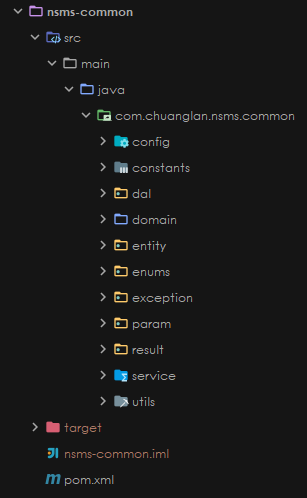 nsms-common
src
main
java
com.chuanglan.nsms.common
config
constants
dal
domain
entity
enums
exception
param
result
service
utils
target
nsms-common.iml
pom.xml